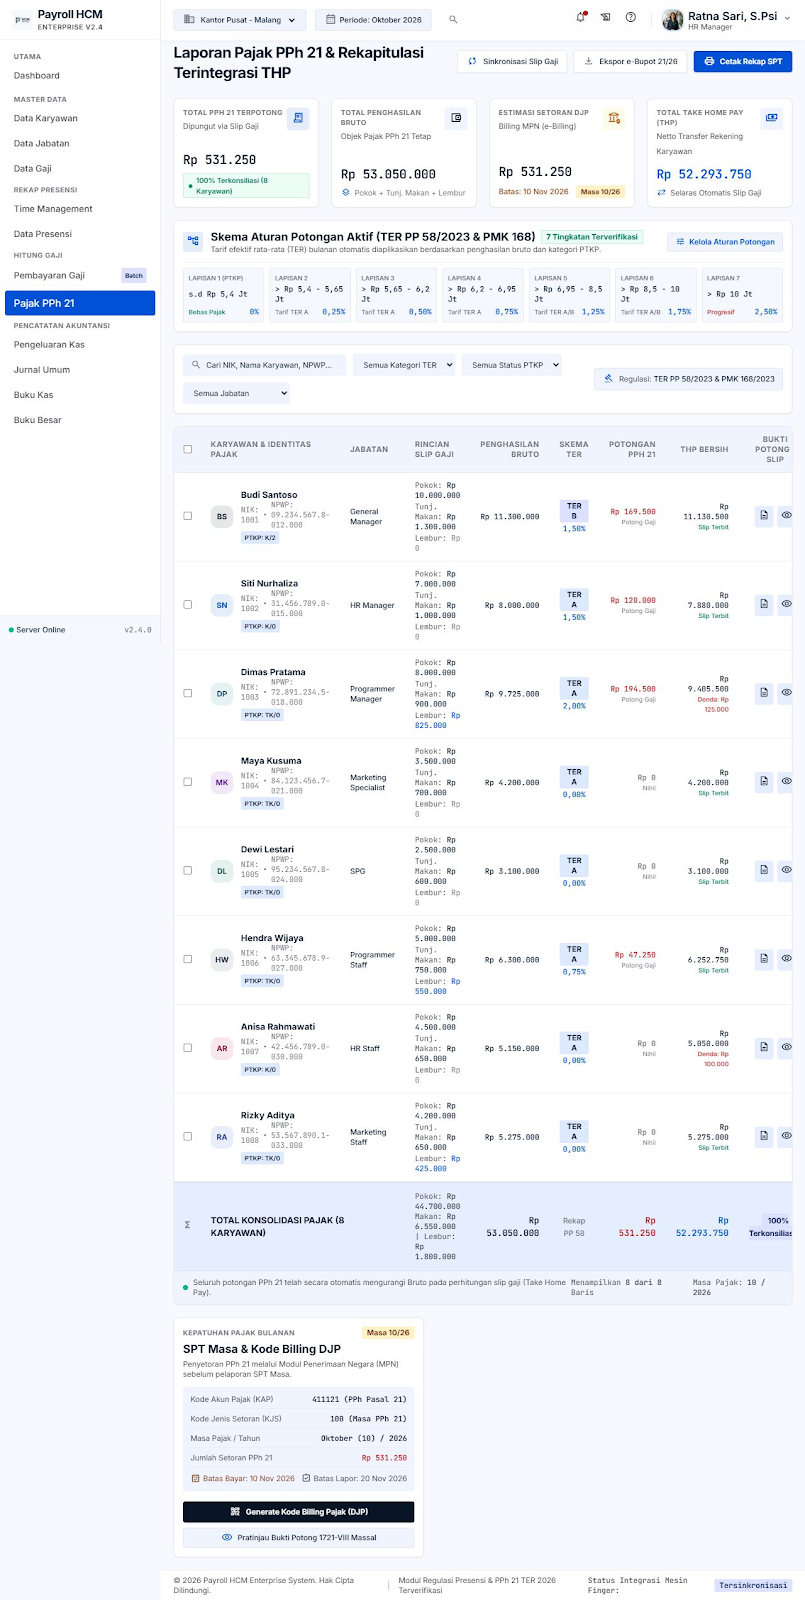 Payroll HCM
ENTERPRISE V2.4
Kantor Pusat - Malang
Periode: Oktober 2026
Ratna Sari, S.Psi
HR Manager
UTAMA
Dashboard
MASTER DATA
Data Karyawan
Data Jabatan
Data Gaji
REKAP PRESENSI
Time Management
Data Presensi
HITUNG GAJI
Pembayaran Gaji
Batch
Pajak PPh 21
PENCATATAN AKUNTANSI
Pengeluaran Kas
Jurnal Umum
Buku Kas
Buku Besar
Server Online
v2.4.0
Laporan Pajak PPh 21 & Rekapitulasi
Terintegrasi THP
Sinkronisasi Slip Gaji
Ekspor e-Bupot 21/26
Cetak Rekap SPT
TOTAL PPH 21 TERPOTONG
Dipungut via Slip Gaji
Rp 531.250
100% Terkonsiliasi (8
Karyawan)
TOTAL PENGHASILAN
BRUTO
Objek Pajak PPh 21 Tetap
Rp 53.050.000
Pokok + Tunj. Makan + Lembur
ESTIMASI SETORAN DJP
Billing MPN (e-Billing)
Rp 531.250
Batas: 10 Nov 2026
Masa 10/26
TOTAL TAKE HOME PAY
(THP)
Netto Transfer Rekening
Karyawan
Rp 52.293.750
Selaras Otomatis Slip Gaji
Skema Aturan Potongan Aktif (TER PP 58/2023 & PMK 168)
7 Tingkatan Terverifikasi
Tarif efektif rata-rata (TER) bulanan otomatis diaplikasikan berdasarkan penghasilan bruto dan kategori PTKP.
Kelola Aturan Potongan
LAPISAN 1 (PTKP)
s.d Rp 5,4 Jt
Bebas Pajak 0%
LAPISAN 2
> Rp 5,4 - 5,65
Jt
Tarif TER A 0,25%
LAPISAN 3
> Rp 5,65 - 6,2
Jt
Tarif TER A 0,50%
LAPISAN 4
> Rp 6,2 - 6,95
Jt
Tarif TER A 0,75%
LAPISAN 5
> Rp 6,95 - 8,5
Jt
Tarif TER A/B 1,25%
LAPISAN 6
> Rp 8,5 - 10
Jt
Tarif TER A/B 1,75%
LAPISAN 7
> Rp 10 Jt
Progresif 2,50%
Cari NIK, Nama Karyawan, NPWP...
Semua Kategori TER
Semua Status PTKP
Semua Jabatan
Regulasi: TER PP 58/2023 & PMK 168/2023
KARYAWAN & IDENTITAS
PAJAK
JABATAN
RINCIAN
SLIP GAJI
PENGHASILAN
BRUTO
SKEMA
TER
POTONGAN
PPH 21
THP BERSIH
BUKTI
POTONG
SLIP
BS
Budi Santoso
NIK:
1001
•
NPWP:
09.234.567.8-
012.000
PTKP: K/2
General
Manager
Pokok: Rp
10.000.000
Tunj.
Makan: Rp
1.300.000
Lembur: Rp
0
Rp 11.300.000
TER
B
1,50%
Rp 169.500
Potong Gaji
Rp
11.130.500
Slip Terbit
SN
Siti Nurhaliza
NIK:
1002
•
NPWP:
31.456.789.0-
015.000
PTKP: K/0
HR Manager
Pokok: Rp
7.000.000
Tunj.
Makan: Rp
1.000.000
Lembur: Rp
0
Rp 8.000.000
TER
A
1,50%
Rp 120.000
Potong Gaji
Rp
7.880.000
Slip Terbit
DP
Dimas Pratama
NIK:
1003
•
NPWP:
72.891.234.5-
018.000
PTKP: TK/0
Programmer
Manager
Pokok: Rp
8.000.000
Tunj.
Makan: Rp
900.000
Lembur: Rp
825.000
Rp 9.725.000
TER
A
2,00%
Rp 194.500
Potong Gaji
Rp
9.405.500
Denda: Rp
125.000
MK
Maya Kusuma
NIK:
1004
•
NPWP:
84.123.456.7-
021.000
PTKP: TK/0
Marketing
Specialist
Pokok: Rp
3.500.000
Tunj.
Makan: Rp
700.000
Lembur: Rp
0
Rp 4.200.000
TER
A
0,00%
Rp 0
Nihil
Rp
4.200.000
Slip Terbit
DL
Dewi Lestari
NIK:
1005
•
NPWP:
95.234.567.8-
024.000
PTKP: TK/0
SPG
Pokok: Rp
2.500.000
Tunj.
Makan: Rp
600.000
Lembur: Rp
0
Rp 3.100.000
TER
A
0,00%
Rp 0
Nihil
Rp
3.100.000
Slip Terbit
HW
Hendra Wijaya
NIK:
1006
•
NPWP:
63.345.678.9-
027.000
PTKP: TK/0
Programmer
Staff
Pokok: Rp
5.000.000
Tunj.
Makan: Rp
750.000
Lembur: Rp
550.000
Rp 6.300.000
TER
A
0,75%
Rp 47.250
Potong Gaji
Rp
6.252.750
Slip Terbit
AR
Anisa Rahmawati
NIK:
1007
•
NPWP:
42.456.789.0-
030.000
PTKP: K/0
HR Staff
Pokok: Rp
4.500.000
Tunj.
Makan: Rp
650.000
Lembur: Rp
0
Rp 5.150.000
TER
A
0,00%
Rp 0
Nihil
Rp
5.050.000
Denda: Rp
100.000
RA
Rizky Aditya
NIK:
1008
•
NPWP:
53.567.890.1-
033.000
PTKP: TK/0
Marketing
Staff
Pokok: Rp
4.200.000
Tunj.
Makan: Rp
650.000
Lembur: Rp
425.000
Rp 5.275.000
TER
A
0,00%
Rp 0
Nihil
Rp
5.275.000
Slip Terbit
Σ
TOTAL KONSOLIDASI PAJAK (8
KARYAWAN)
Pokok: Rp
44.700.000
Makan: Rp
6.550.000
| Lembur:
Rp
1.800.000
Rp
53.050.000
Rekap
PP 58
Rp
531.250
Rp
52.293.750
100%
Terkonsilias
Seluruh potongan PPh 21 telah secara otomatis mengurangi Bruto pada perhitungan slip gaji (Take Home
Pay).
Menampilkan 8 dari 8
Baris
Masa Pajak: 10 /
2026
KEPATUHAN PAJAK BULANAN
Masa 10/26
SPT Masa & Kode Billing DJP
Penyetoran PPh 21 melalui Modul Penerimaan Negara (MPN)
sebelum pelaporan SPT Masa.
Kode Akun Pajak (KAP) 411121 (PPh Pasal 21)
Kode Jenis Setoran (KJS) 100 (Masa PPh 21)
Masa Pajak / Tahun Oktober (10) / 2026
Jumlah Setoran PPh 21 Rp 531.250
Batas Bayar: 10 Nov 2026
Batas Lapor: 20 Nov 2026
Generate Kode Billing Pajak (DJP)
Pratinjau Bukti Potong 1721-VIII Massal
© 2026 Payroll HCM Enterprise System. Hak Cipta
Dilindungi.
Modul Regulasi Presensi & PPh 21 TER 2026
Terverifikasi
Status Integrasi Mesin
Finger:
Tersinkronisasi